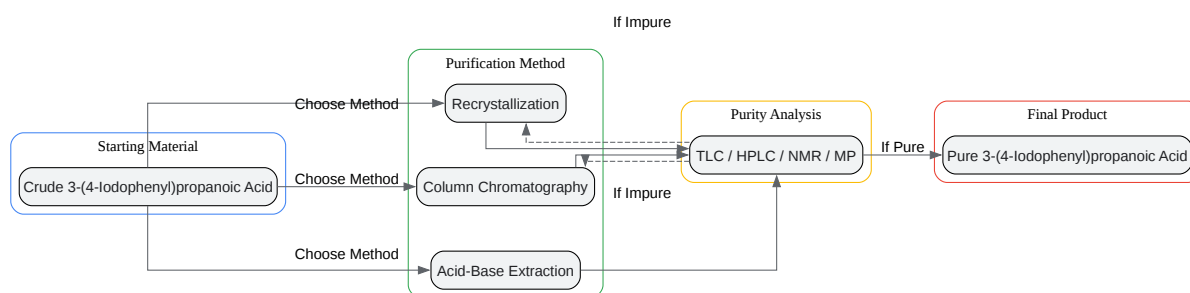 If Impure
Purification Method
Choose Method
Recrystallization
Purity Analysis
Final Product
Starting Material
TLC / HPLC / NMR / MP
If Pure
Pure 3-(4-Iodophenyl)propanoic Acid
Crude 3-(4-Iodophenyl)propanoic Acid
Choose Method
Column Chromatography
If Impure
Choose Method
Acid-Base Extraction